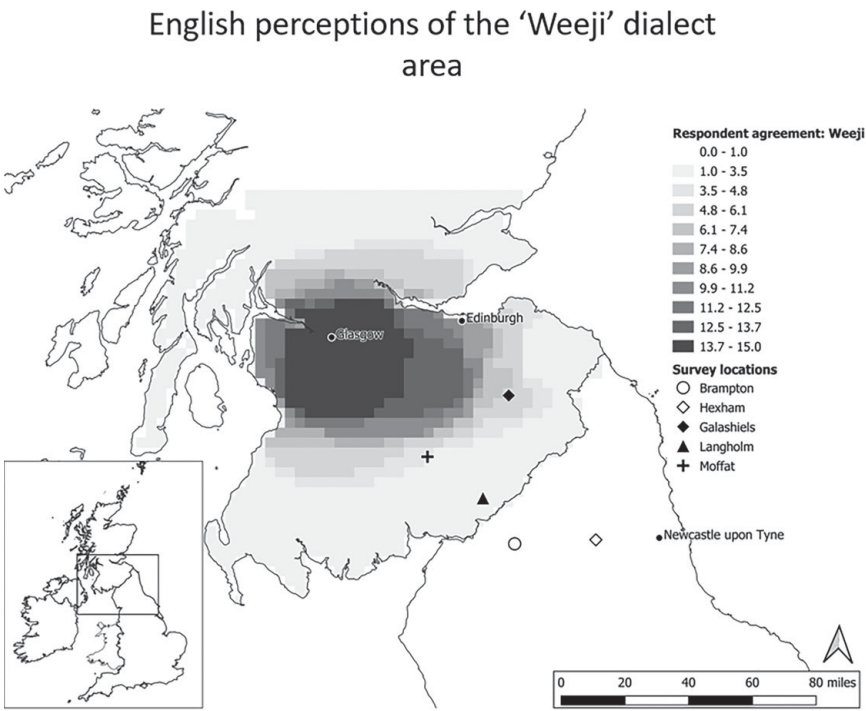 English perceptions of the ‘Weeji’ dialect
area
Respondent agreement: Weeji
0.0 - 1.0
1.0 - 3.5
3.5 - 4.8
4.8 - 6.1
6.1 - 7.4
7.4 - 8.6
8.6 - 9.9
9.9 - 11.2
11.2 - 12.5
12.5 - 13.7
13.7 - 15.0
Survey locations
Brampton
Hexham
Galashiels
Langholm
Moffat
Edinburgh
Glasgow
Newcastle upon Tyne
0 20 40 60 80 miles